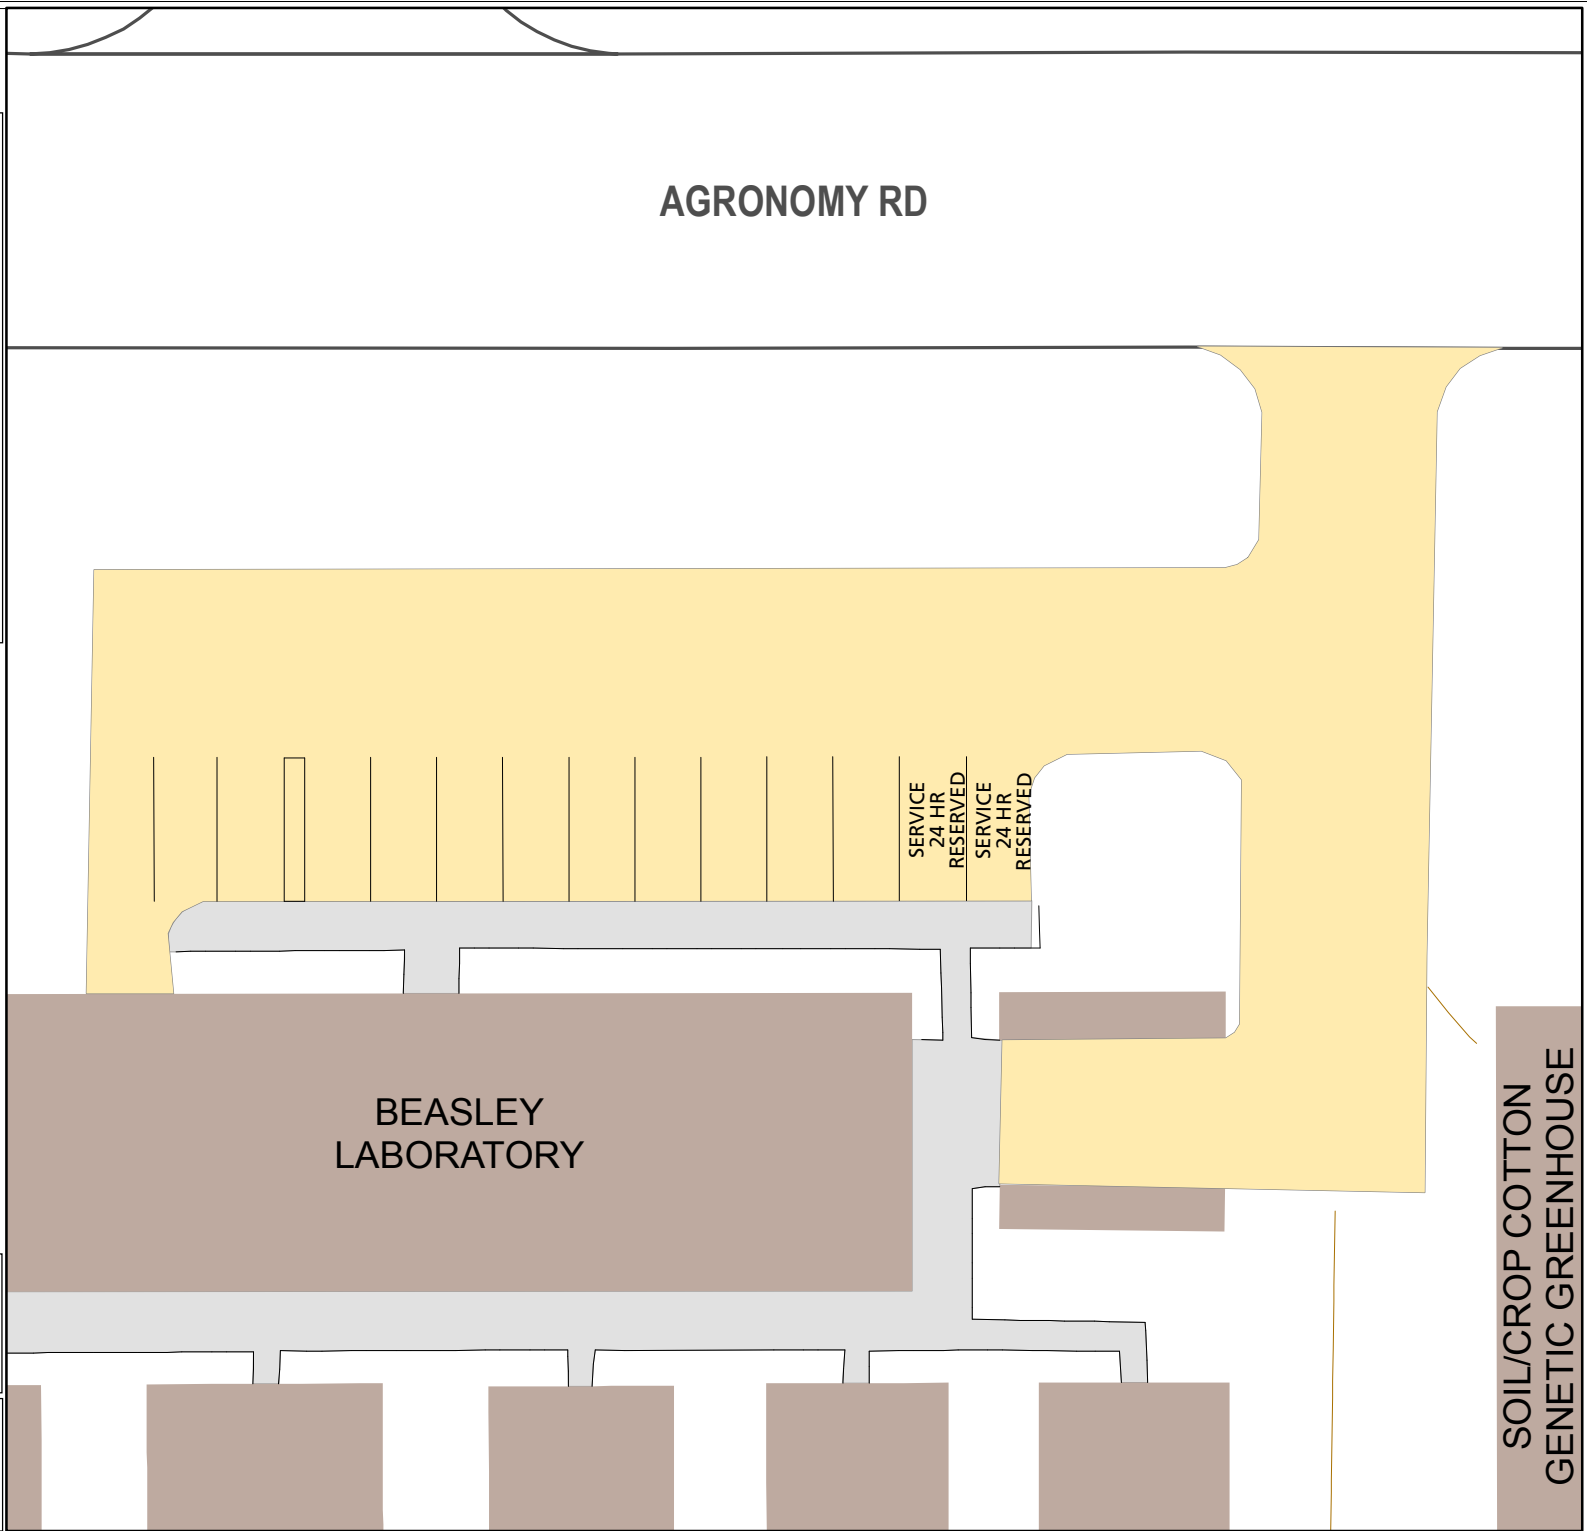 AGRONOMY RD
SERVICE
24 HR
RESERVED
SERVICE
24 HR
RESERVED
BEASLEY
LABORATORY
SOIL/CROP COTTON
GENETIC GREENHOUSE